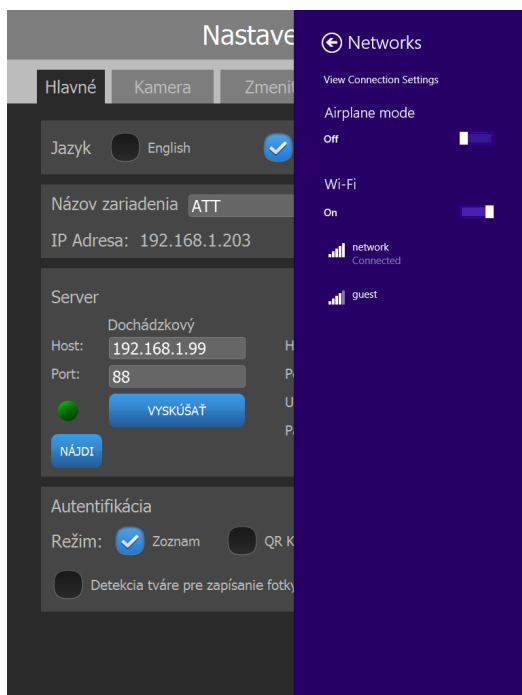 Nastave
Hlavné Kamera Zmeniť
Jazyk English
Názov zariadenia ATT
IP Adresa: 192.168.1.203
Server
Dochádzkový
Host: 192.168.1.99 H
Port: 88
VYSKÚŠAŤ U
NÁJDI
Autentifikácia
Režim: Zoznam QR K
Detekcia tváre pre zapísanie fotky
Networks
View Connection Settings
Airplane mode
Off
Wi-Fi
On
network
Connected
guest